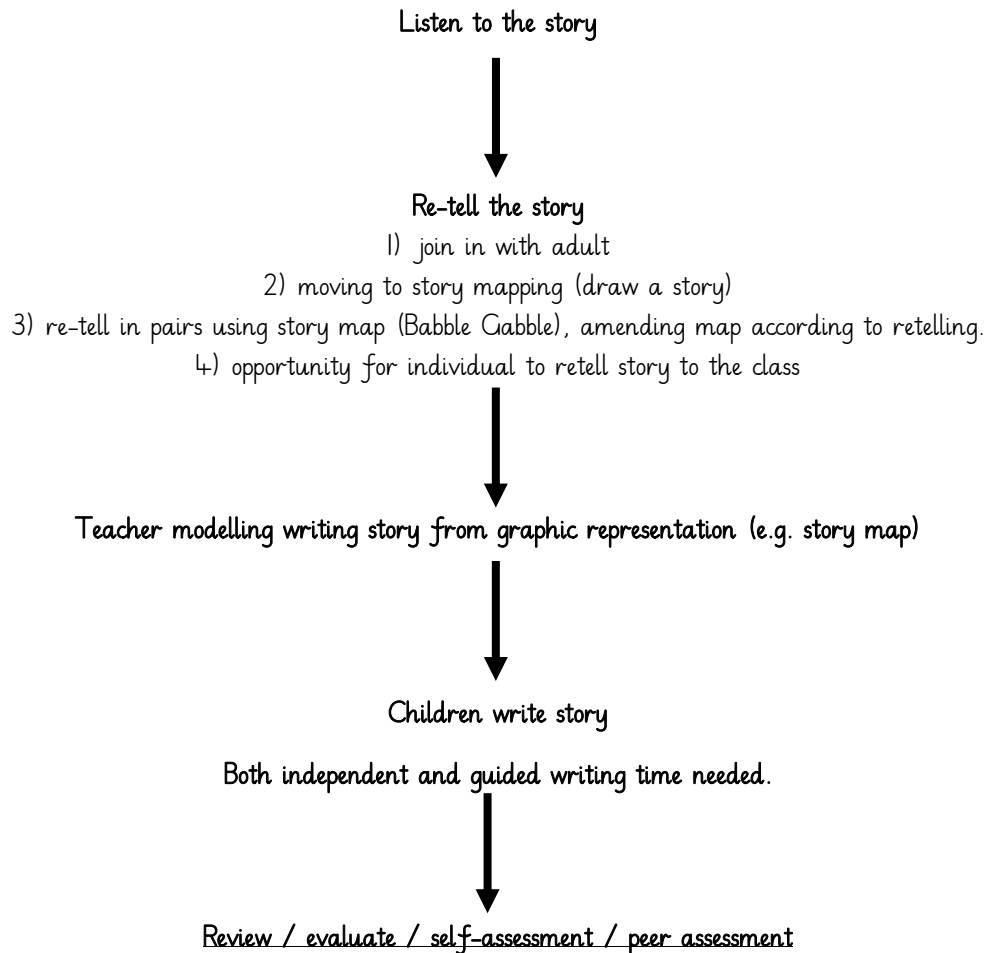 Listen to the story
Re-tell the story
1) join in with adult
2) moving to story mapping (draw a story)
3) re-tell in pairs using story map (Babble Gabble), amending map according to retelling.
4) opportunity for individual to retell story to the class
Teacher modelling writing story from graphic representation (e.g. story map)
Children write story
Both independent and guided writing time needed.
Review / evaluate / self-assessment / peer assessment